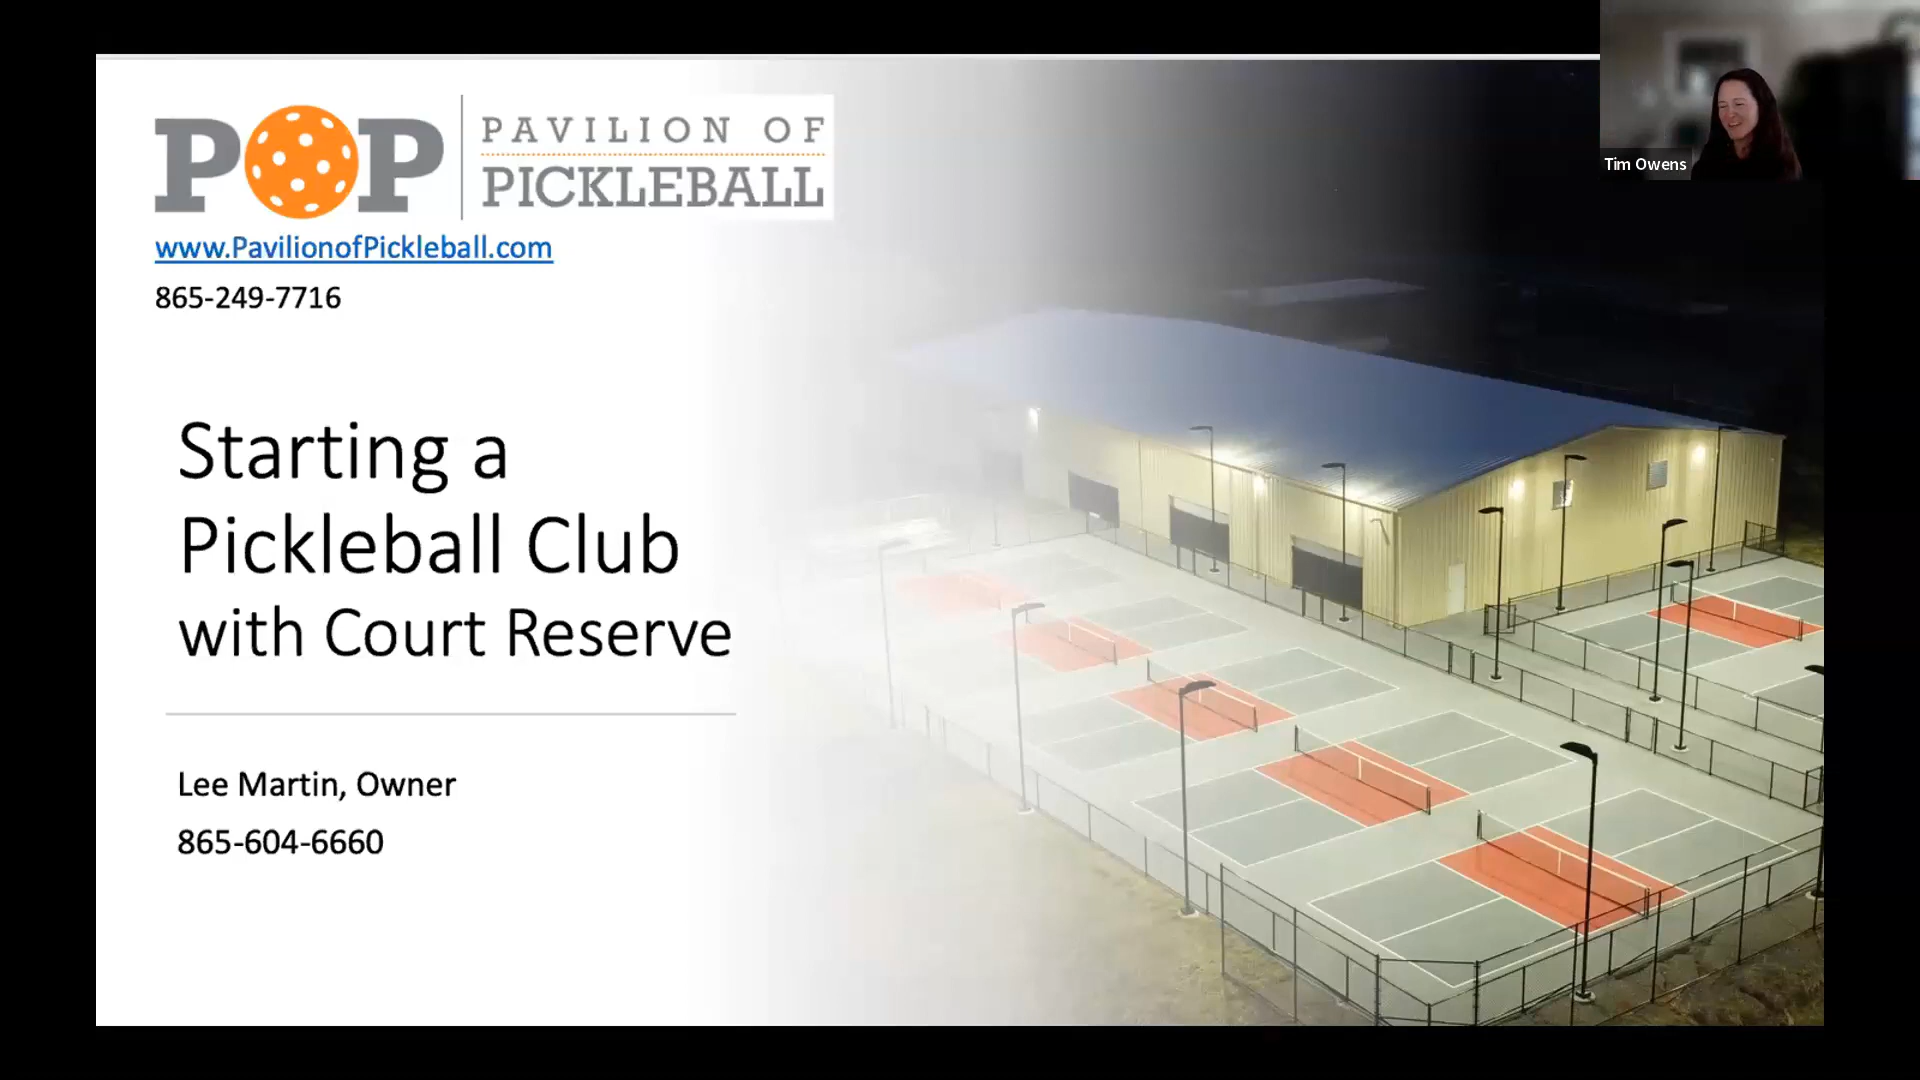 POP
PAVILION OF
PICKLEBALL
www.PavilionofPickleball.com
865-249-7716
Starting a
Pickleball Club
with Court Reserve
Lee Martin, Owner
865-604-6660
Tim Owens